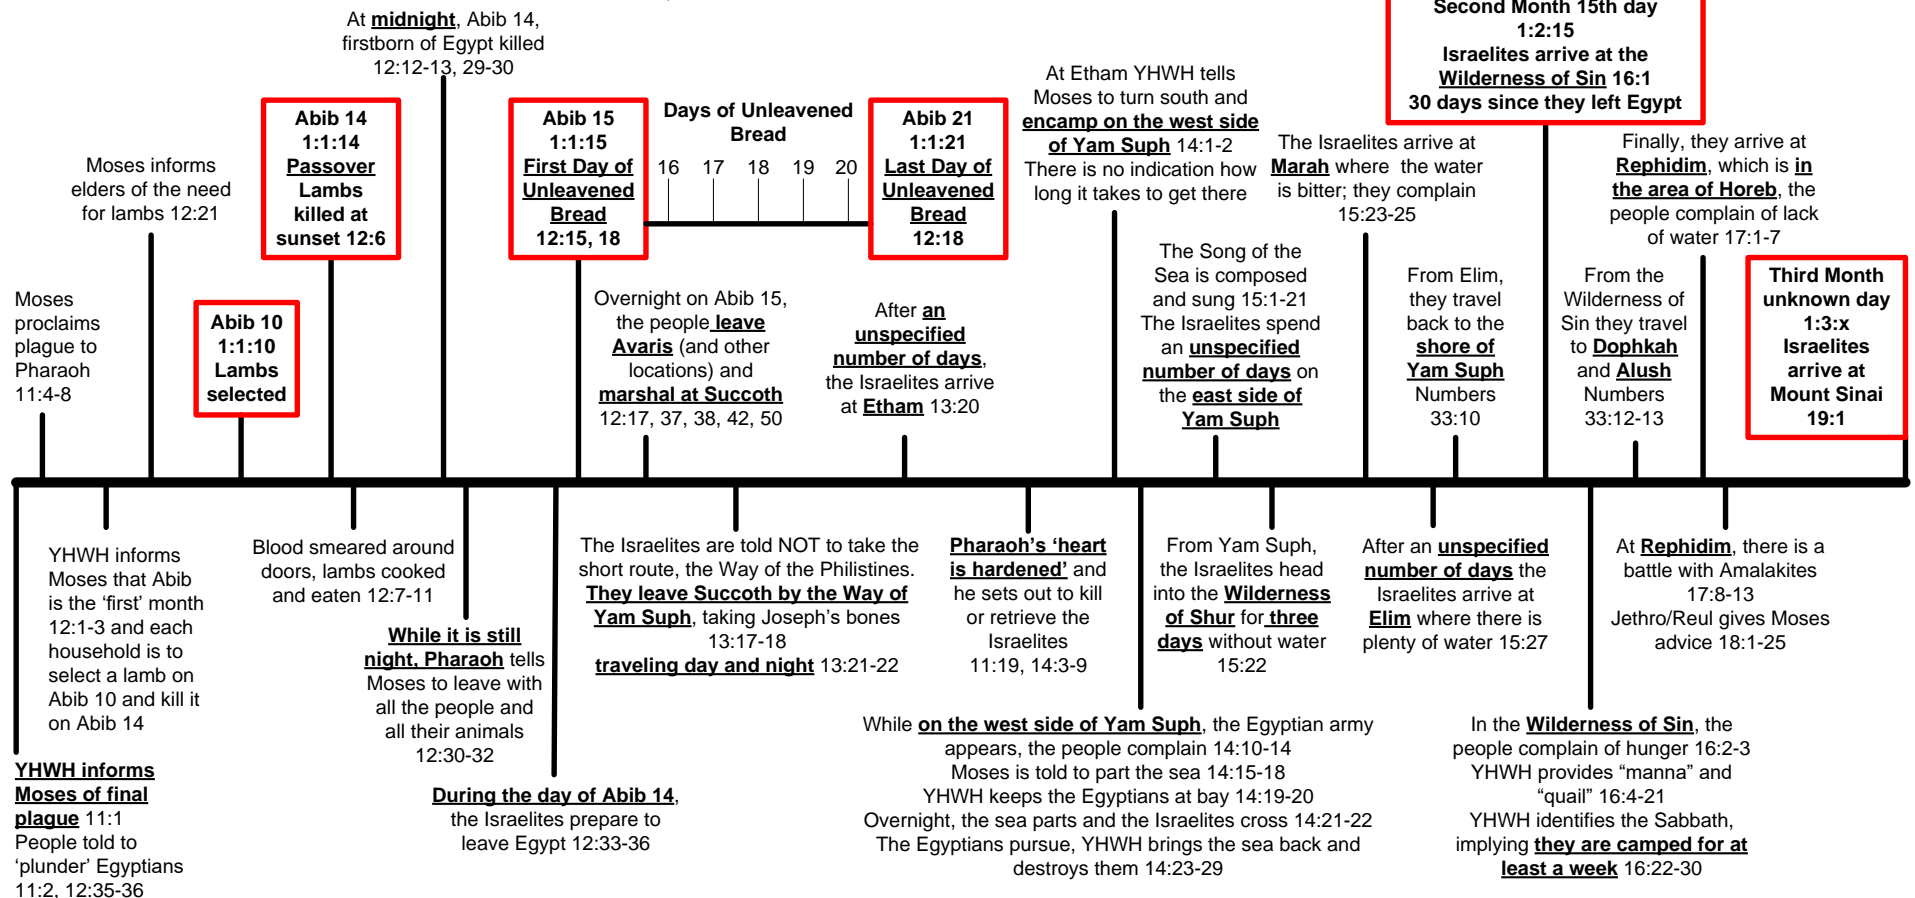 At midnight, Abib 14,
firstborn of Egypt killed
12:12-13, 29-30
Second Month 15th day
1:2:15
Israelites arrive at the
Wilderness of Sin 16:1
30 days since they left Egypt
Moses
proclaims
plague to
Pharaoh
11:4-8
Moses informs
elders of the need
for lambs 12:21
Abib 10
1:1:10
Lambs
selected
Abib 14
1:1:14
Passover
Lambs
killed at
sunset 12:6
Abib 15
1:1:15
First Day of
Unleavened
Bread
12:15, 18
Days of Unleavened
Bread
16 17 18 19 20
Abib 21
1:1:21
Last Day of
Unleavened
Bread
12:18
Overnight on Abib 15,
the people leave
Avaris (and other
locations) and
marshal at Succoth
12:17, 37, 38, 42, 50
After an
unspecified
number of days,
the Israelites arrive
at Etham 13:20
At Etham YHWH tells
Moses to turn south and
encamp on the west side
of Yam Suph 14:1-2
There is no indication how
long it takes to get there
The Song of the
Sea is composed
and sung 15:1-21
The Israelites spend
an unspecified
number of days on
the east side of
Yam Suph
The Israelites arrive at
Marah where the water
is bitter; they complain
15:23-25
From Elim,
they travel
back to the
shore of
Yam Suph
Numbers
33:10
From the
Wilderness of
Sin they travel
to Dophkah
and Alush
Numbers
33:12-13
Finally, they arrive at
Rephidim, which is in
the area of Horeb, the
people complain of lack
of water 17:1-7
Third Month
unknown day
1:3:x
Israelites
arrive at
Mount Sinai
19:1
YHWH informs
Moses of final
plague 11:1
People told to
‘plunder’ Egyptians
11:2, 12:35-36
YHWH informs
Moses that Abib
is the ‘first’ month
12:1-3 and each
household is to
select a lamb on
Abib 10 and kill it
on Abib 14
Blood smeared around
doors, lambs cooked
and eaten 12:7-11
While it is still
night, Pharaoh tells
Moses to leave with
all the people and
all their animals
12:30-32
During the day of Abib 14,
the Israelites prepare to
leave Egypt 12:33-36
The Israelites are told NOT to take the
short route, the Way of the Philistines.
They leave Succoth by the Way of
Yam Suph, taking Joseph’s bones
13:17-18
traveling day and night 13:21-22
Pharaoh’s ‘heart
is hardened’ and
he sets out to kill
or retrieve the
Israelites
11:19, 14:3-9
While on the west side of Yam Suph, the Egyptian army
appears, the people complain 14:10-14
Moses is told to part the sea 14:15-18
YHWH keeps the Egyptians at bay 14:19-20
Overnight, the sea parts and the Israelites cross 14:21-22
The Egyptians pursue, YHWH brings the sea back and
destroys them 14:23-29
From Yam Suph,
the Israelites head
into the Wilderness
of Shur for three
days without water
15:22
After an unspecified
number of days the
Israelites arrive at
Elim where there is
plenty of water 15:27
In the Wilderness of Sin, the
people complain of hunger 16:2-3
YHWH provides “manna” and
“quail” 16:4-21
YHWH identifies the Sabbath,
implying they are camped for at
least a week 16:22-30
At Rephidim, there is a
battle with Amalakites
17:8-13
Jethro/Reul gives Moses
advice 18:1-25